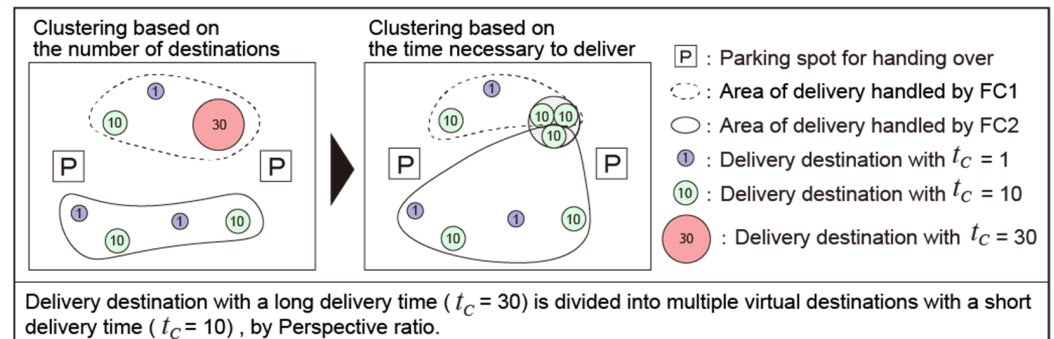 Clustering based on
the number of destinations
Clustering based on
the time necessary to deliver
1
10
30
P
P
1
1
10
10
1
10
10 10
10
P
P
1
1
10
10
P : Parking spot for handing over
: Area of delivery handled by FC1
: Area of delivery handled by FC2
1 : Delivery destination with tC = 1
10 : Delivery destination with tC = 10
30 : Delivery destination with tC = 30
Delivery destination with a long delivery time ( tC = 30) is divided into multiple virtual destinations with a short
delivery time ( tC = 10) , by Perspective ratio.